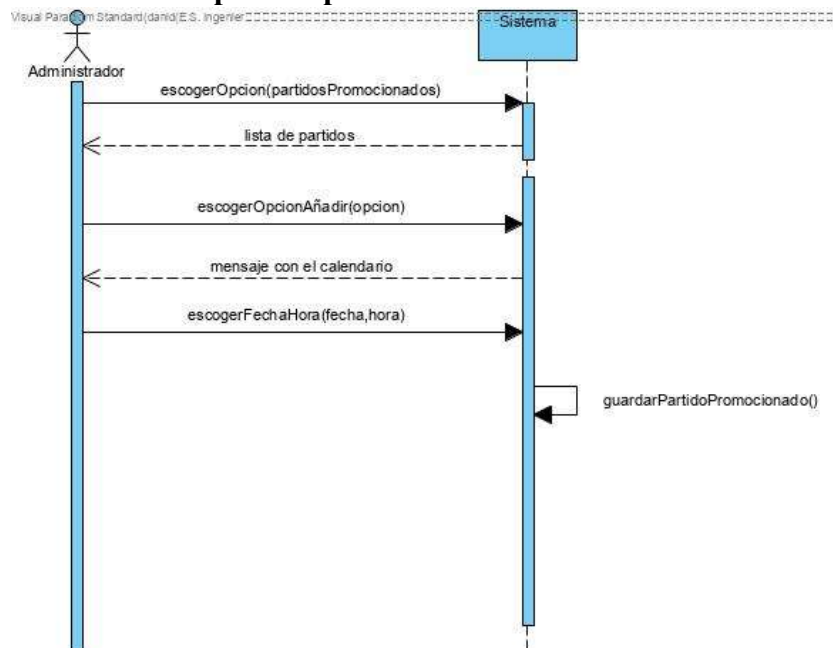 Visual Paradigm Standard(danid(E.S. Ingenier
Sistema
Administrador
escogerOpcion(partidosPromocionados)
lista de partidos
escogerOpcionAñadir(opcion)
mensaje con el calendario
escogerFechaHora(fecha,hora)
guardarPartidoPromocionado()